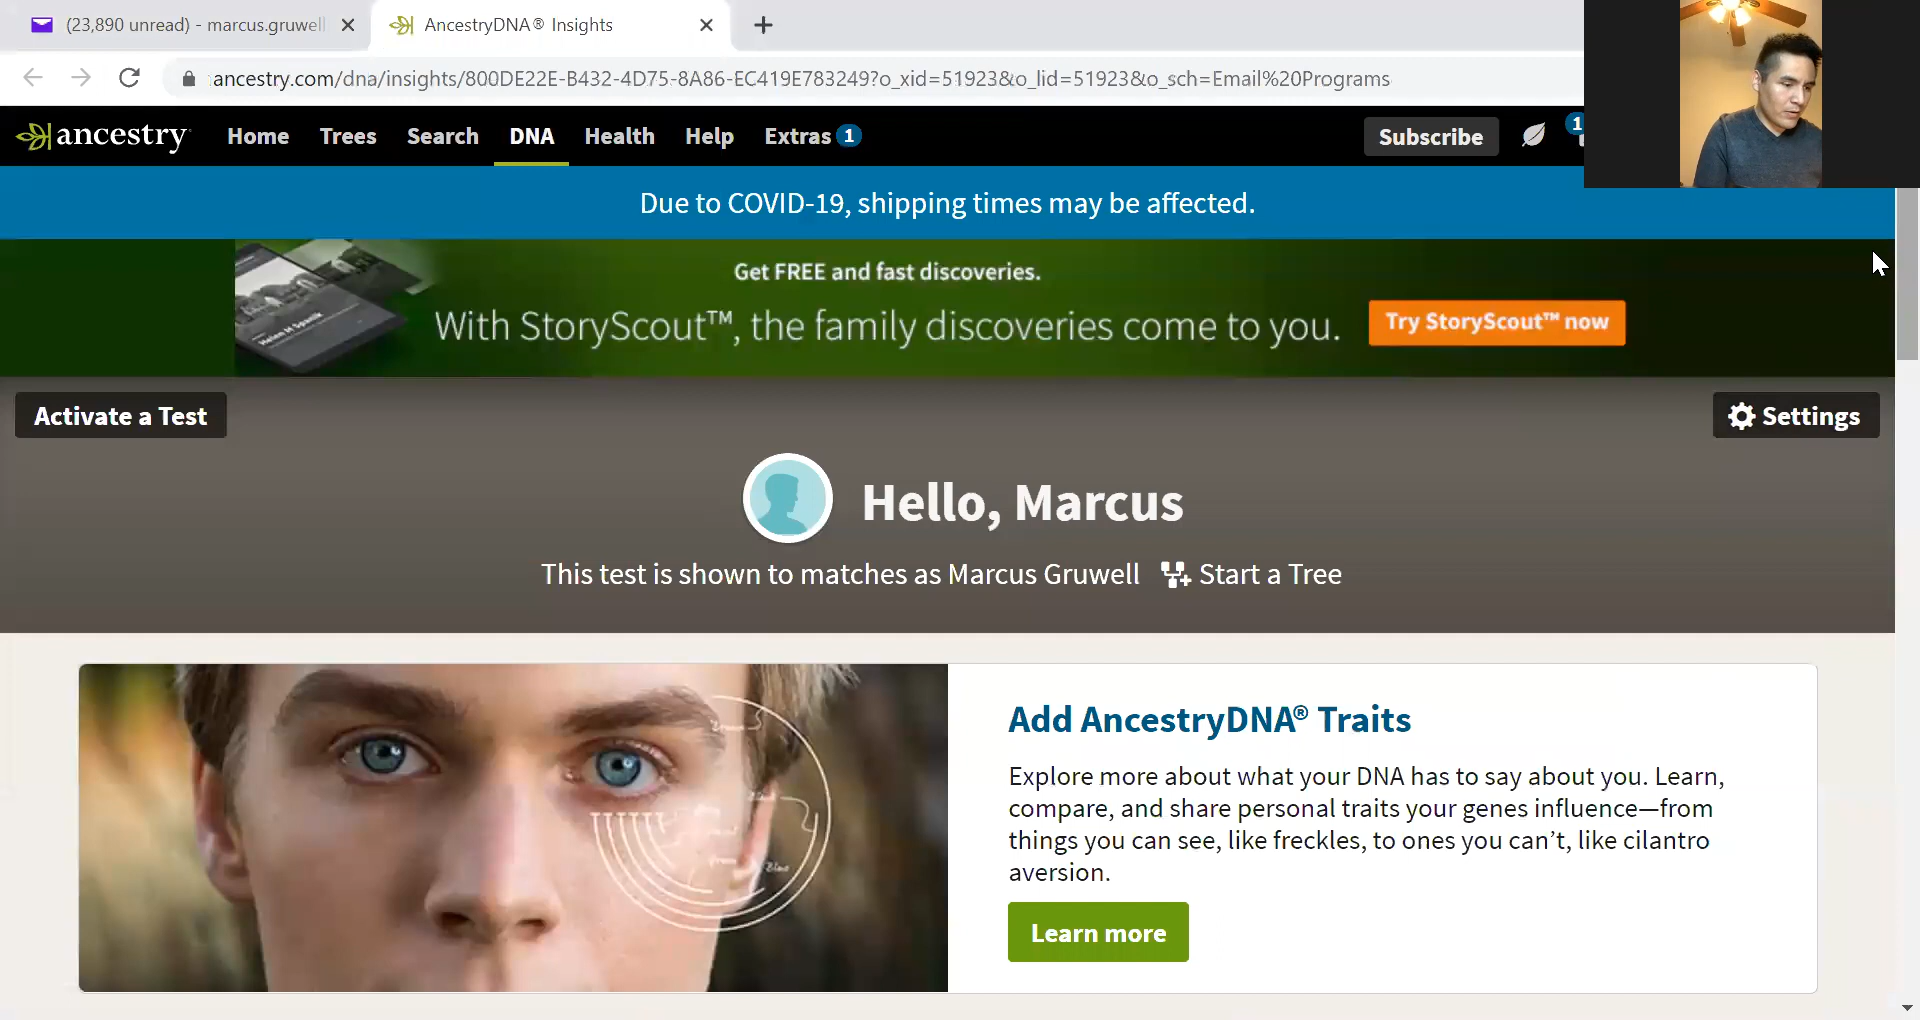 (23,890 unread) - marcus.gruwell
AncestryDNA® Insights
ancestry.com/dna/insights/800DE22E-B432-4D75-8A86-EC419E783249?o_xid=51923&o_lid=51923&o_sch=Email%20Programs
ancestry Home Trees Search DNA Health Help Extras 1 Subscribe 1
Due to COVID-19, shipping times may be affected.
Get FREE and fast discoveries.
With StoryScout™, the family discoveries come to you.
Try StoryScout™ now
Helen M Spanik
Activate a Test
Settings
Hello, Marcus
This test is shown to matches as Marcus Gruwell Start a Tree
Add AncestryDNA® Traits
Explore more about what your DNA has to say about you. Learn,
compare, and share personal traits your genes influence—from
things you can see, like freckles, to ones you can't, like cilantro
aversion.
Learn more
Blue